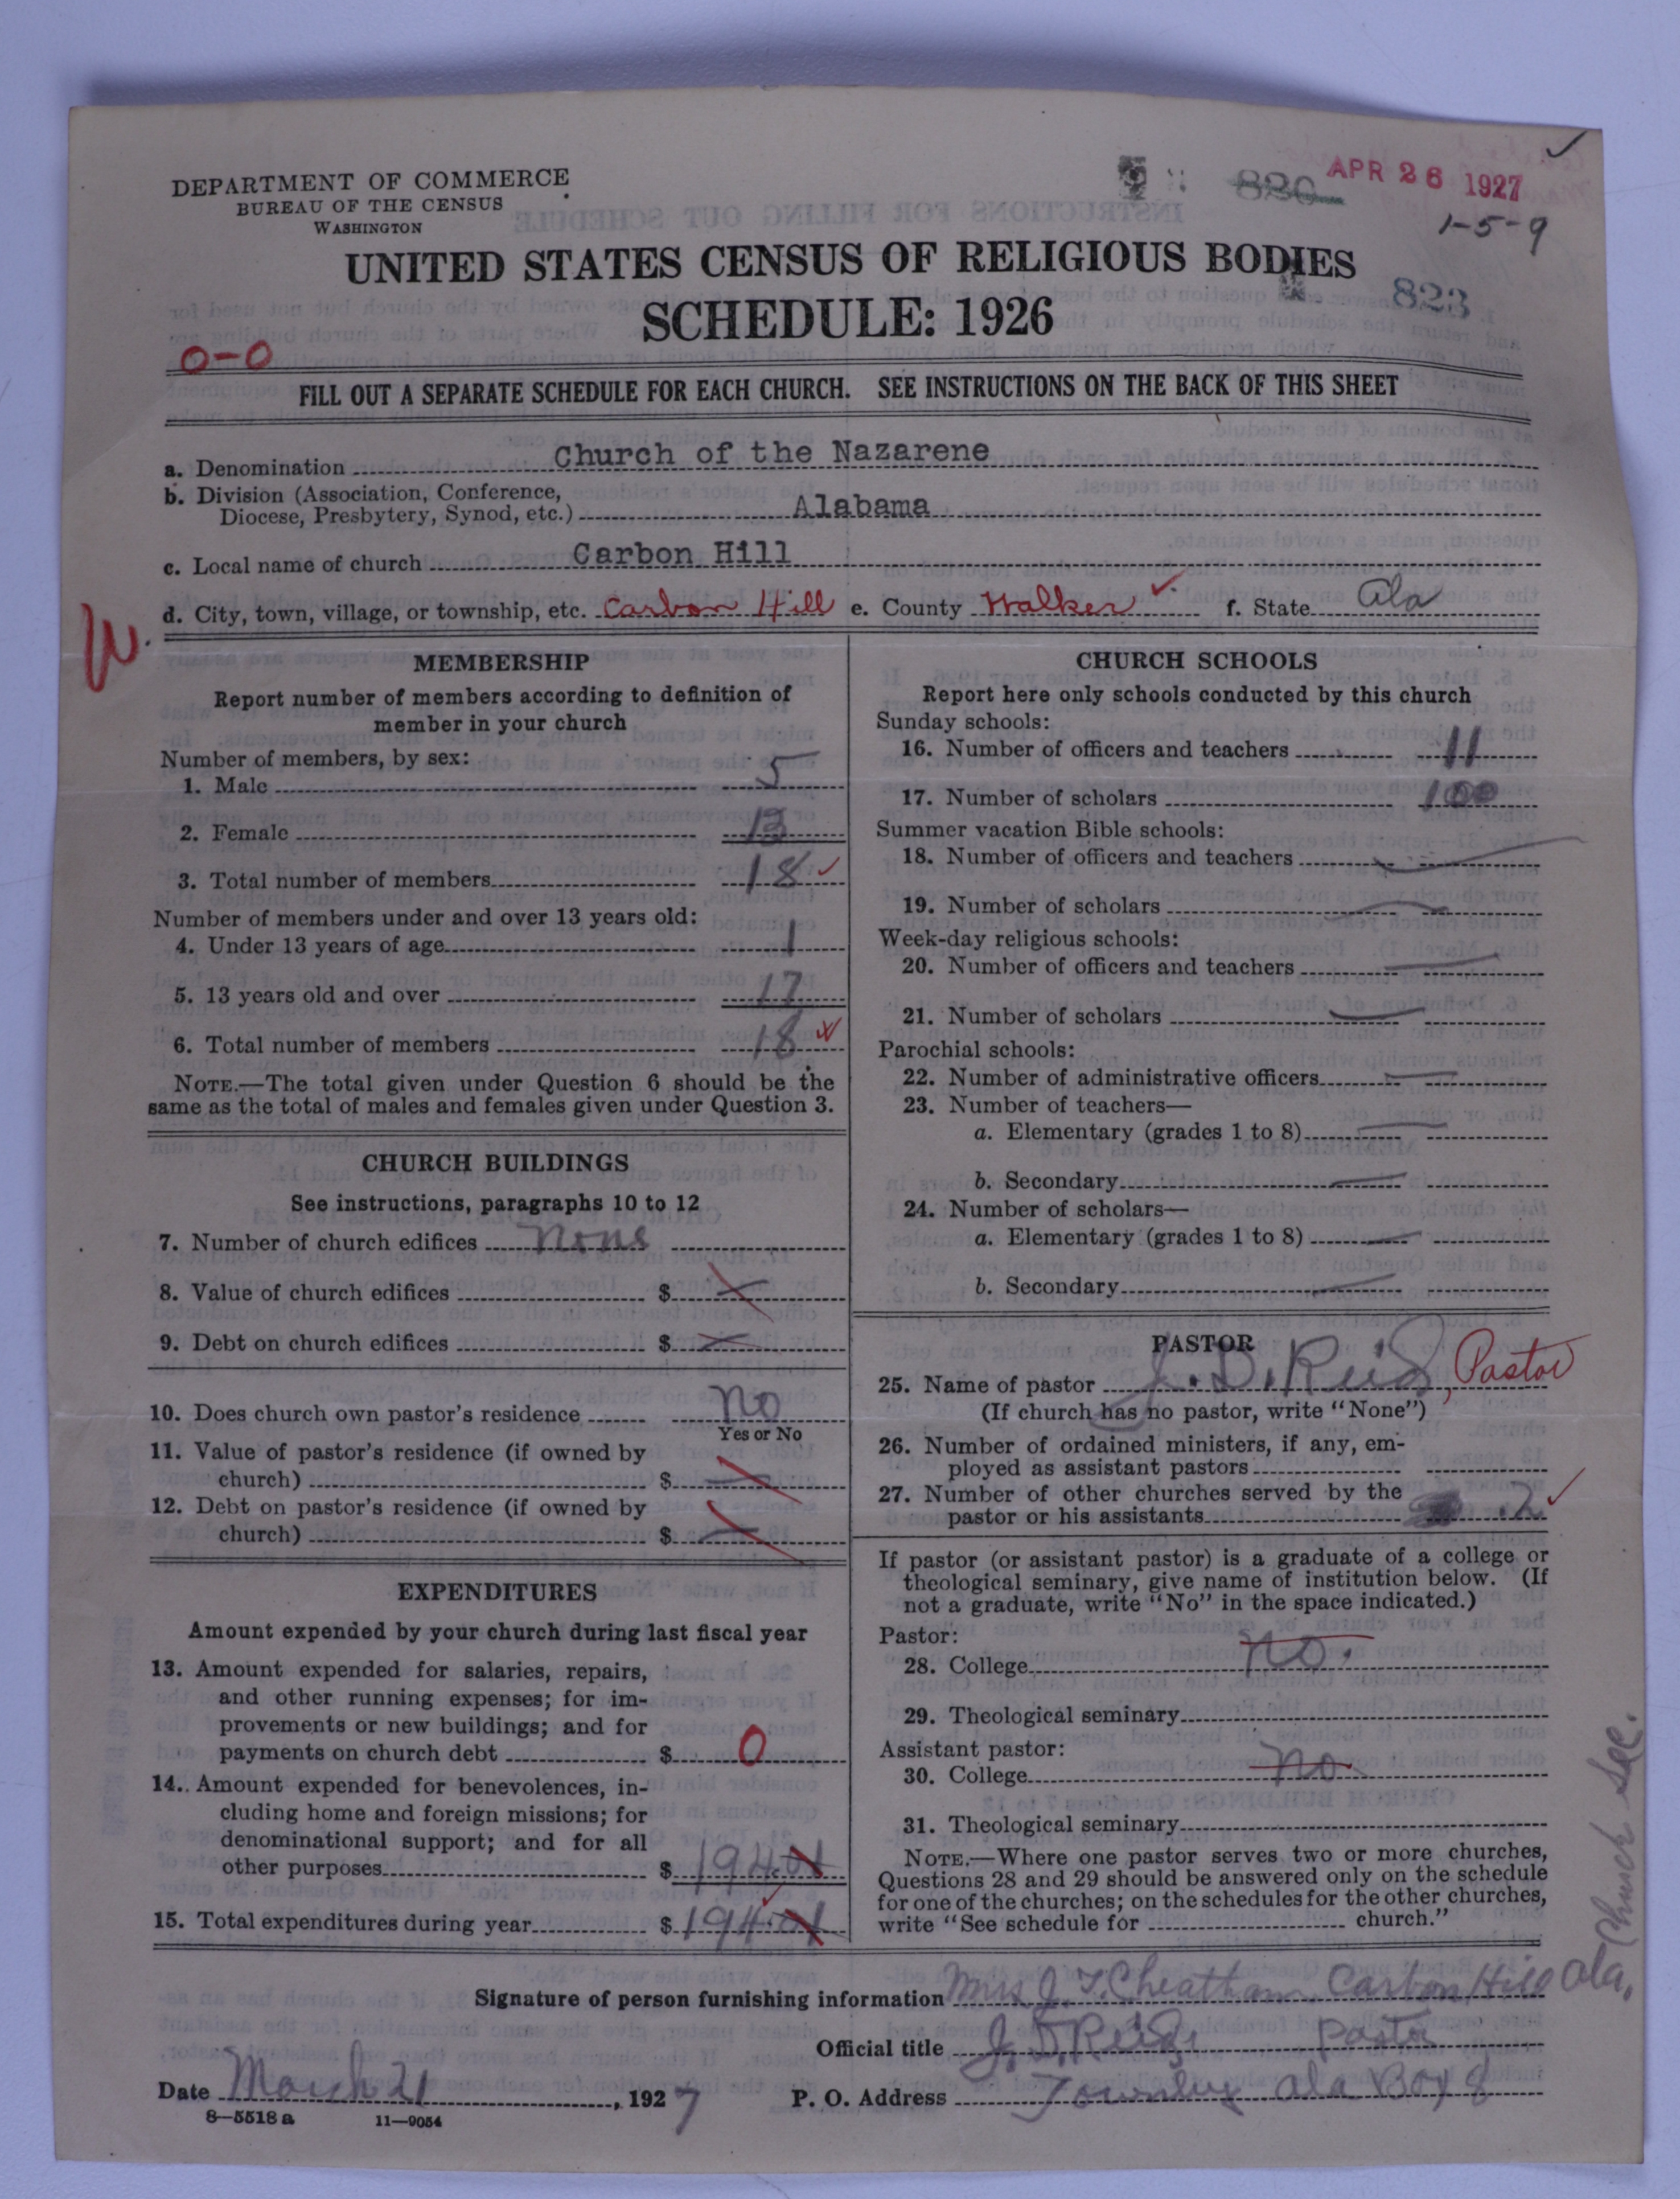 DEPARTMENT OF COMMERCE
BUREAU OF THE CENSUS
WASHINGTON
820
APR 26 1927
1-5-9
UNITED STATES CENSUS OF RELIGIOUS BODIES
SCHEDULE: 1926
823
0-0
FILL OUT A SEPARATE SCHEDULE FOR EACH CHURCH. SEE INSTRUCTIONS ON THE BACK OF THIS SHEET
a. Denomination Church of the Nazarene
b. Division (Association, Conference,
Diocese, Presbytery, Synod, etc.) Alabama
c. Local name of church Carbon Hill
d. City, town, village, or township, etc. Carbon Hill e. County Walker f. State Ala
W.
MEMBERSHIP
Report number of members according to definition of
member in your church
Number of members, by sex:
1. Male 5
2. Female 13
3. Total number of members 18
Number of members under and over 13 years old:
4. Under 13 years of age 1
5. 13 years old and over 17
6. Total number of members 18
NOTE.—The total given under Question 6 should be the
same as the total of males and females given under Question 3.
CHURCH BUILDINGS
See instructions, paragraphs 10 to 12
7. Number of church edifices None
8. Value of church edifices $
9. Debt on church edifices $
10. Does church own pastor's residence No
Yes or No
11. Value of pastor's residence (if owned by
church) $
12. Debt on pastor's residence (if owned by
church) $
EXPENDITURES
Amount expended by your church during last fiscal year
13. Amount expended for salaries, repairs,
and other running expenses; for im-
provements or new buildings; and for
payments on church debt $ 0
14. Amount expended for benevolences, in-
cluding home and foreign missions; for
denominational support; and for all
other purposes $ 194.01
15. Total expenditures during year $ 194.01
CHURCH SCHOOLS
Report here only schools conducted by this church
Sunday schools:
16. Number of officers and teachers 11
17. Number of scholars 100
Summer vacation Bible schools:
18. Number of officers and teachers
19. Number of scholars
Week-day religious schools:
20. Number of officers and teachers
21. Number of scholars
Parochial schools:
22. Number of administrative officers
23. Number of teachers—
a. Elementary (grades 1 to 8)
b. Secondary
24. Number of scholars—
a. Elementary (grades 1 to 8)
b. Secondary
PASTOR
25. Name of pastor J. D. Reid, Pastor
(If church has no pastor, write "None")
26. Number of ordained ministers, if any, em-
ployed as assistant pastors
27. Number of other churches served by the
pastor or his assistants 2
If pastor (or assistant pastor) is a graduate of a college or
theological seminary, give name of institution below. (If
not a graduate, write "No" in the space indicated.)
Pastor:
28. College no.
29. Theological seminary
Assistant pastor:
30. College no.
31. Theological seminary
NOTE.—Where one pastor serves two or more churches,
Questions 28 and 29 should be answered only on the schedule
for one of the churches; on the schedules for the other churches,
write "See schedule for church."
Signature of person furnishing information Mrs J. T. Cheatham Carbon Hill Ala.
Church Sec.
Official title J. D. Reid Pastor
Date March 21, 1927 P. O. Address Townley Ala Box 8
8—5518 a 11—9054